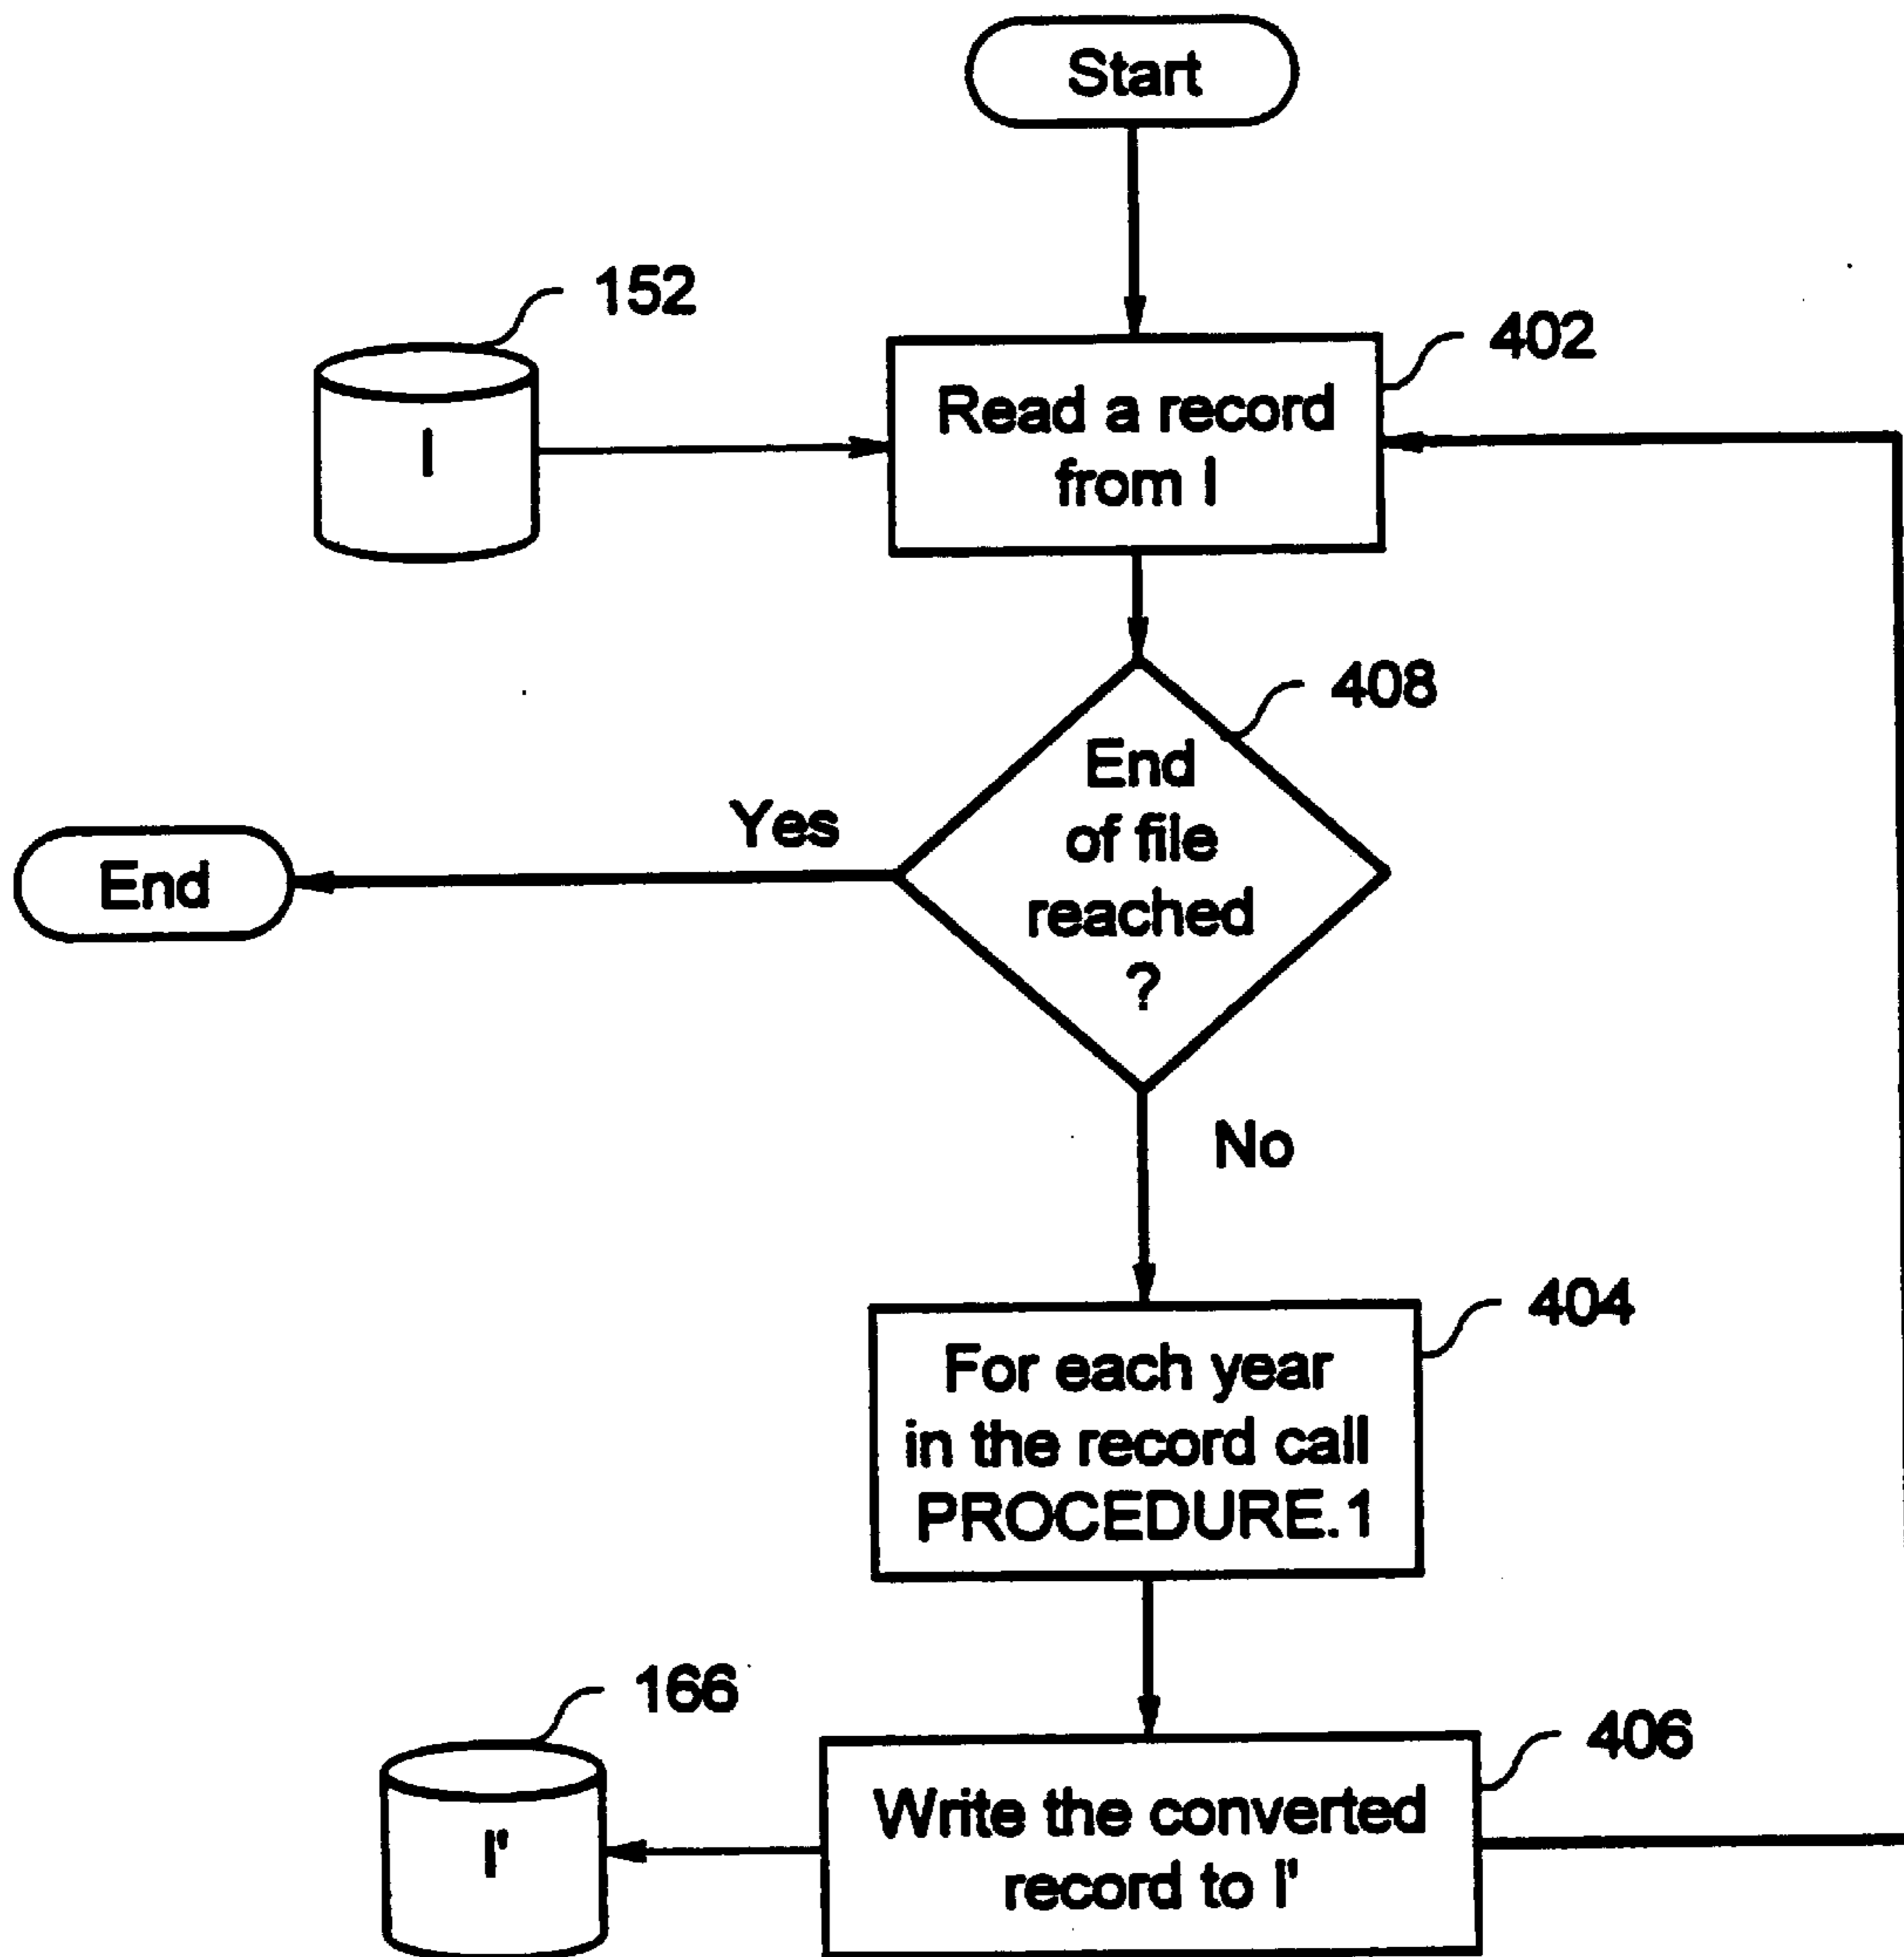 Start
152
402
I
Read a record
from I
408
End
of file
reached
?
Yes
End
No
404
For each year
in the record call
PROCEDURE.1
166
406
I'
Write the converted
record to I'